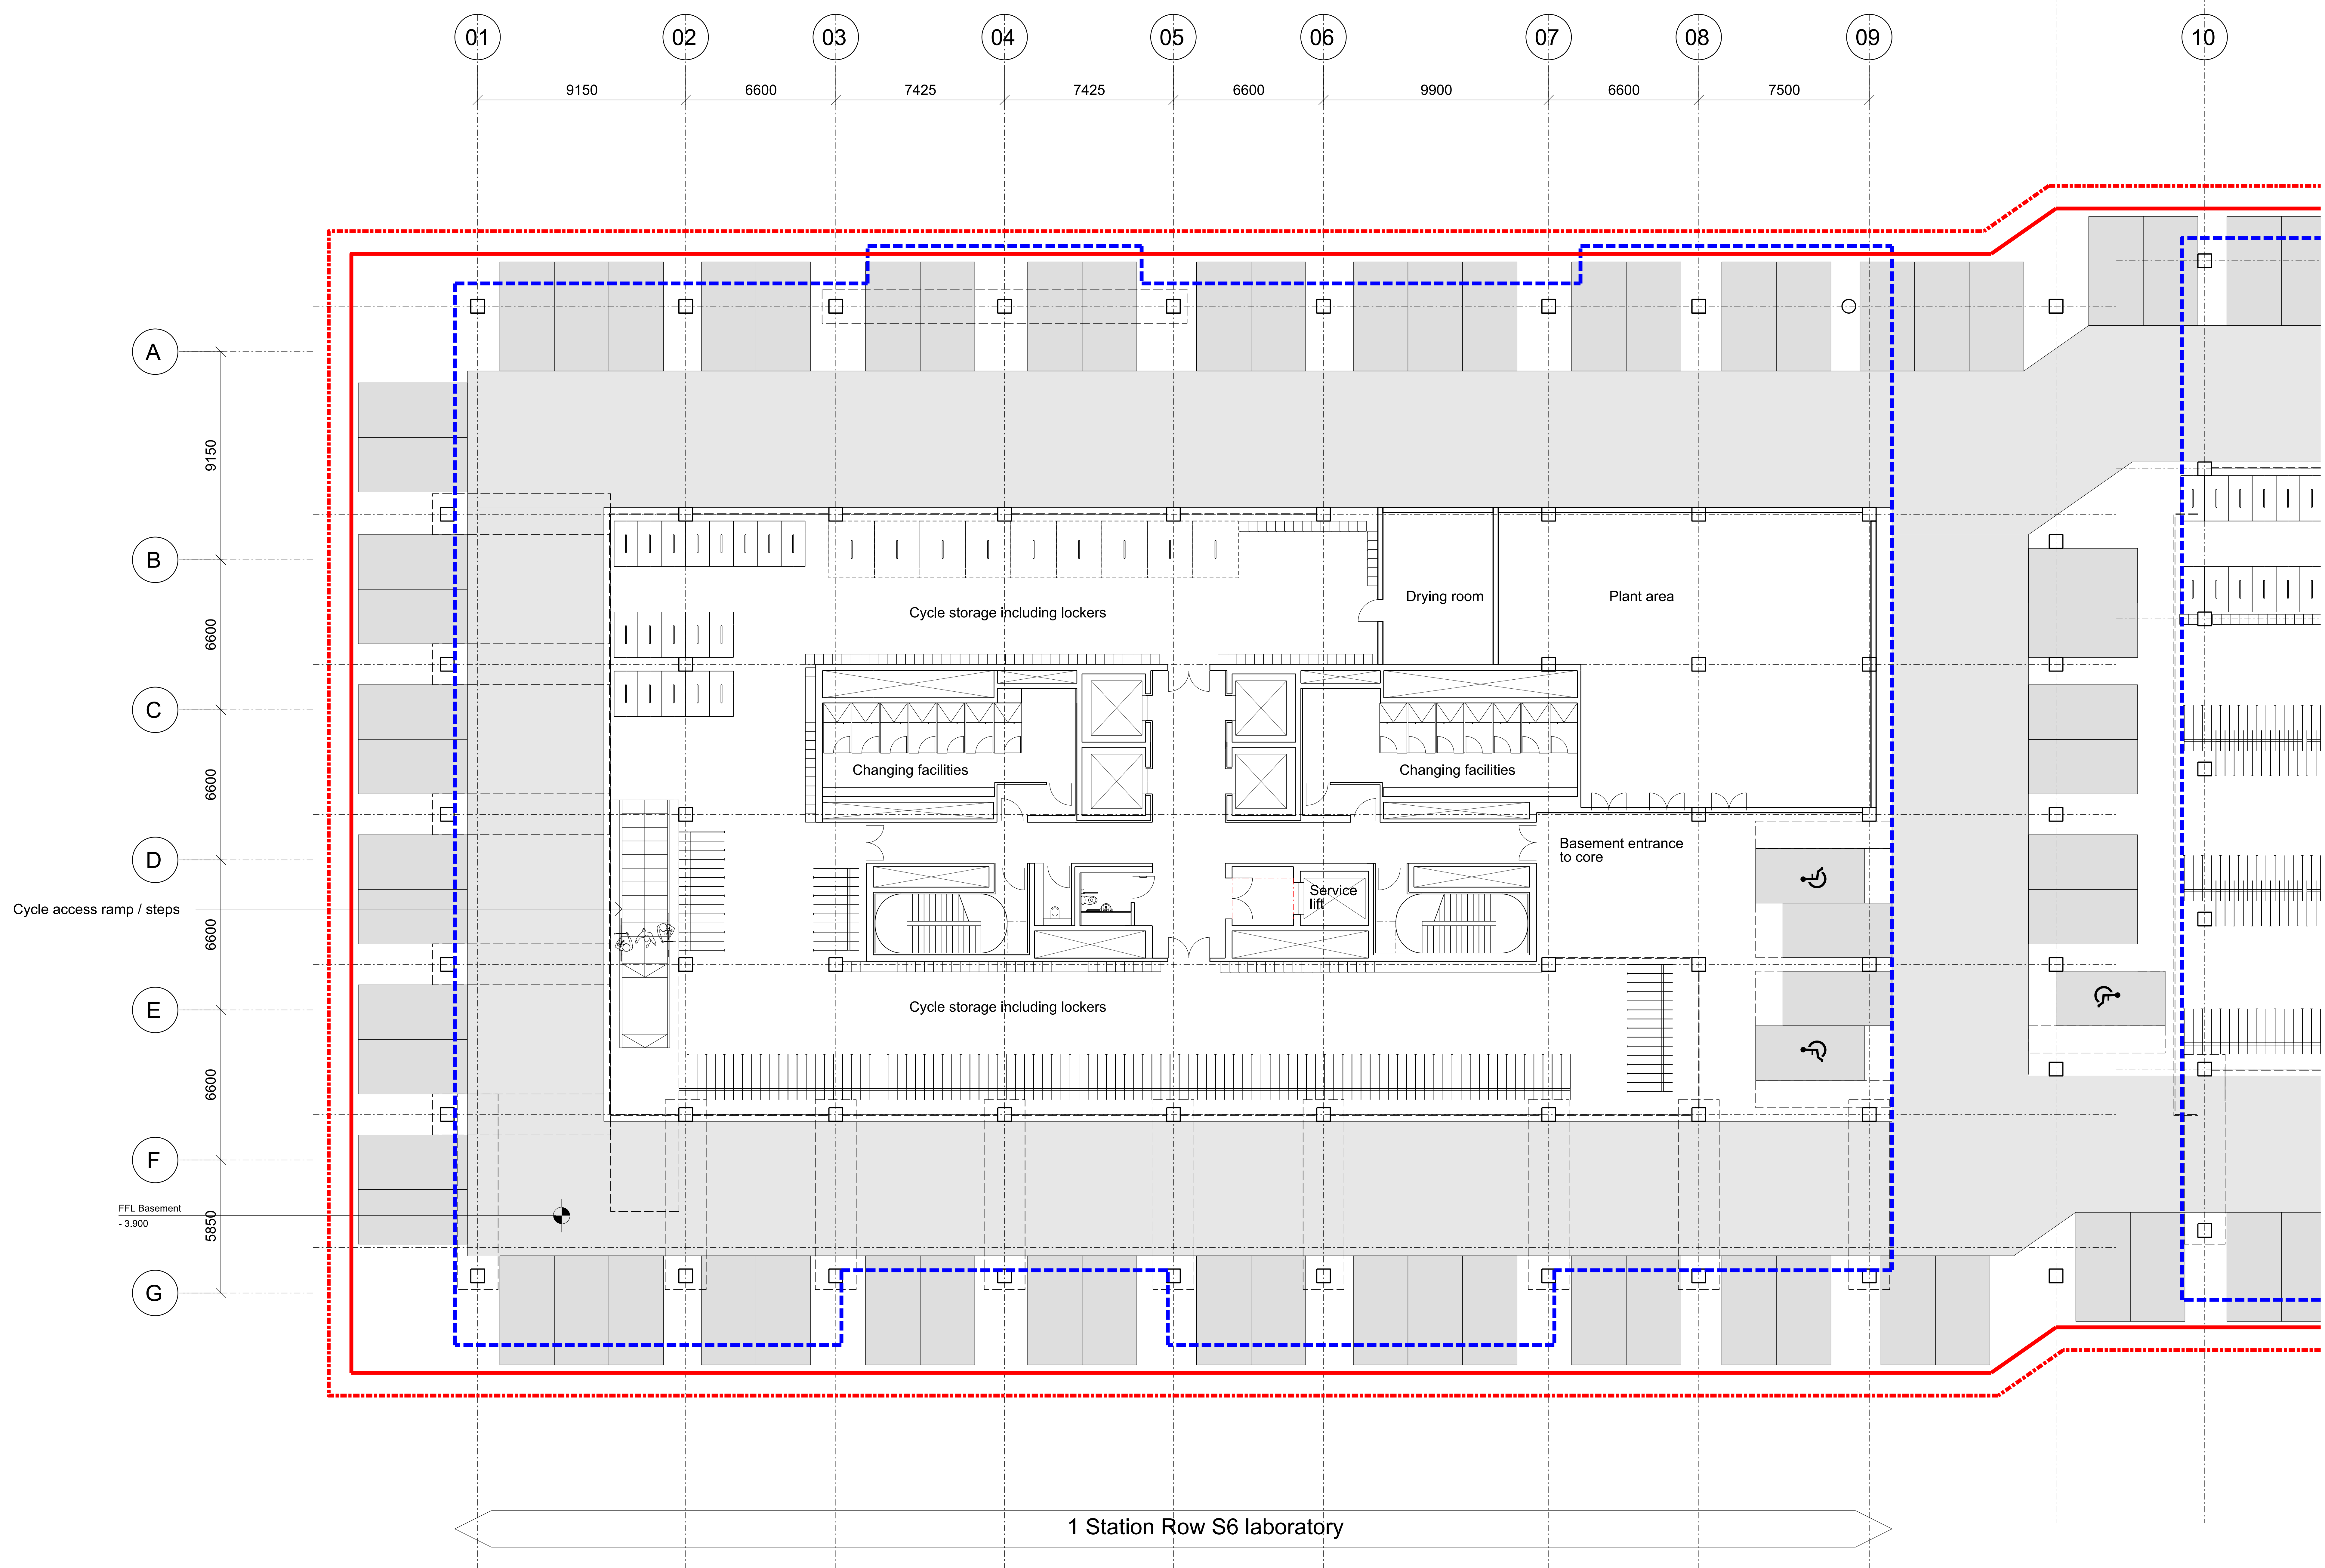 01 02 03 04 05 06 07 08 09 10
9150 6600 7425 7425 6600 9900 6600 7500
A
9150
B
Drying room
Plant area
Cycle storage including lockers
6600
C
Changing facilities
Changing facilities
6600
Basement entrance
to core
D
Service
lift
Cycle access ramp / steps
6600
E
Cycle storage including lockers
6600
F
FFL Basement
- 3.900
5850
G
1 Station Row S6 laboratory